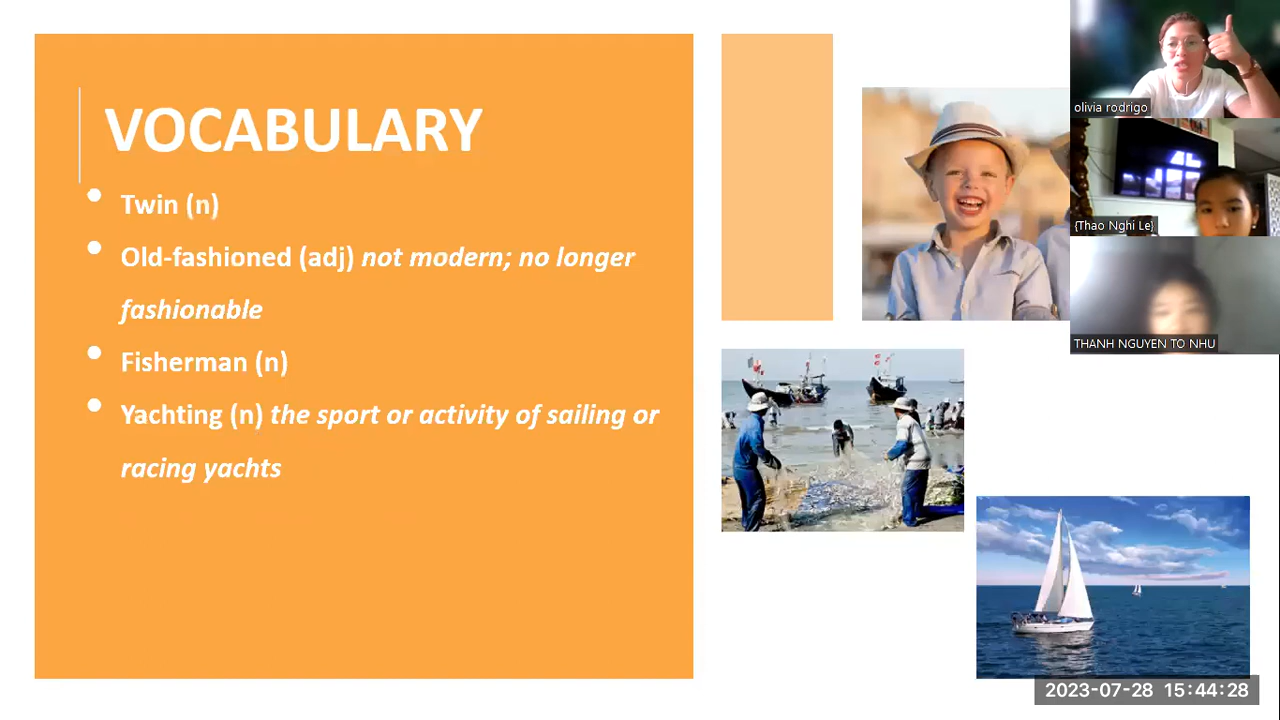 VOCABULARY
Twin (n)
Old-fashioned (adj) not modern; no longer
fashionable
Fisherman (n)
Yachting (n) the sport or activity of sailing or
racing yachts
olivia rodrigo
{Thao Nghi Le}
THANH NGUYEN TO NHU
2023-07-28 15:44:28